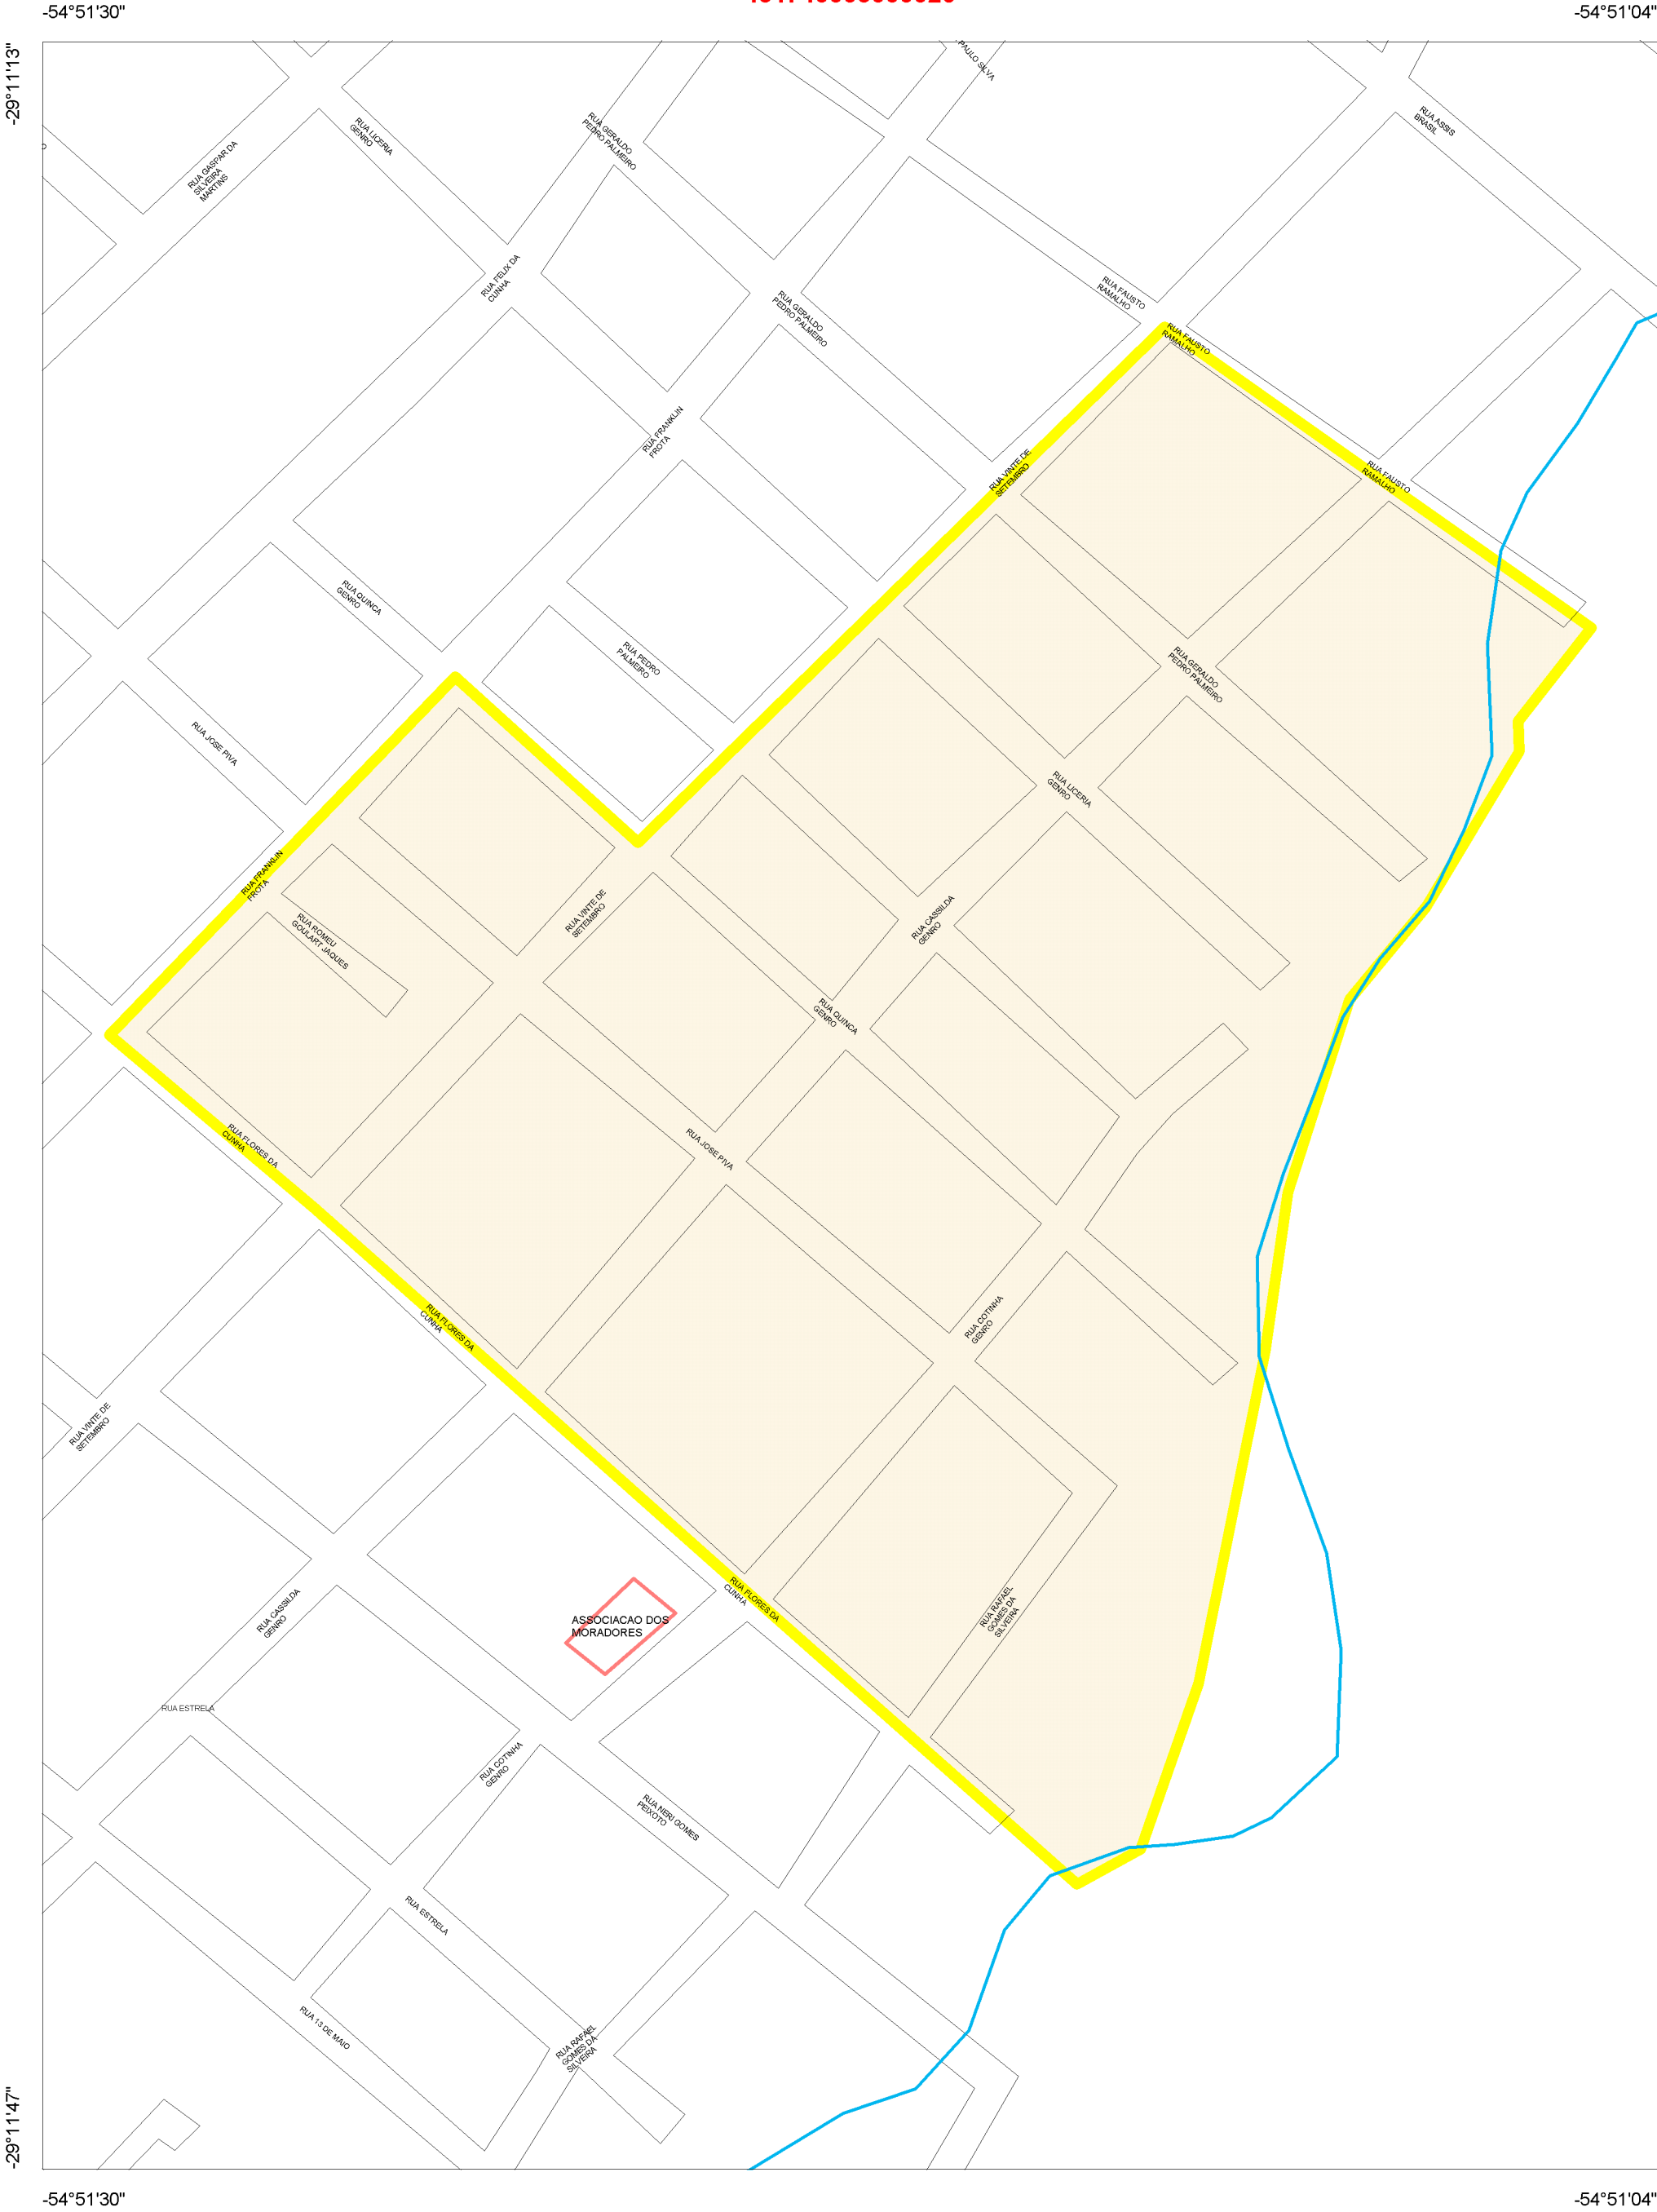 -54°51'30"
-54°51'04"
-29°11'13"
PAULO SILVA
RUA ASSIS
BRASIL
RUA LICERIA
GENRO
RUA GERALDO
PEDRO PALMEIRO
RUA GASPAR DA
SILVEIRA
MARTINS
RUA FELIX DA
CUNHA
RUA GERALDO
PEDRO PALMEIRO
RUA FAUSTO
RAMALHO
RUA FAUSTO
RAMALHO
RUA FRANKLIN
FROTA
RUA VINTE DE
SETEMBRO
RUA FAUSTO
RAMALHO
RUA QUINCA
GENRO
RUA PEDRO
PALMEIRO
RUA GERALDO
PEDRO PALMEIRO
RUA JOSE PIVA
RUA LICERIA
GENRO
RUA FRANKLIN
FROTA
RUA VINTE DE
SETEMBRO
RUA CASSILDA
GENRO
RUA ROMEU
GOULART JAQUES
RUA QUINCA
GENRO
RUA FLORES DA
CUNHA
RUA JOSE PIVA
RUA FLORES DA
CUNHA
RUA COTINHA
GENRO
RUA VINTE DE
SETEMBRO
RUA FLORES DA
CUNHA
RUA RAFAEL
GOMES DA
SILVEIRA
ASSOCIACAO DOS
MORADORES
RUA CASSILDA
GENRO
RUA ESTRELA
RUA COTINHA
GENRO
RUA NERI GOMES
PEIXOTO
RUA ESTRELA
RUA 13 DE MAIO
RUA RAFAEL
GOMES DA
SILVEIRA
-29°11'47"
-54°51'30"
-54°51'04"